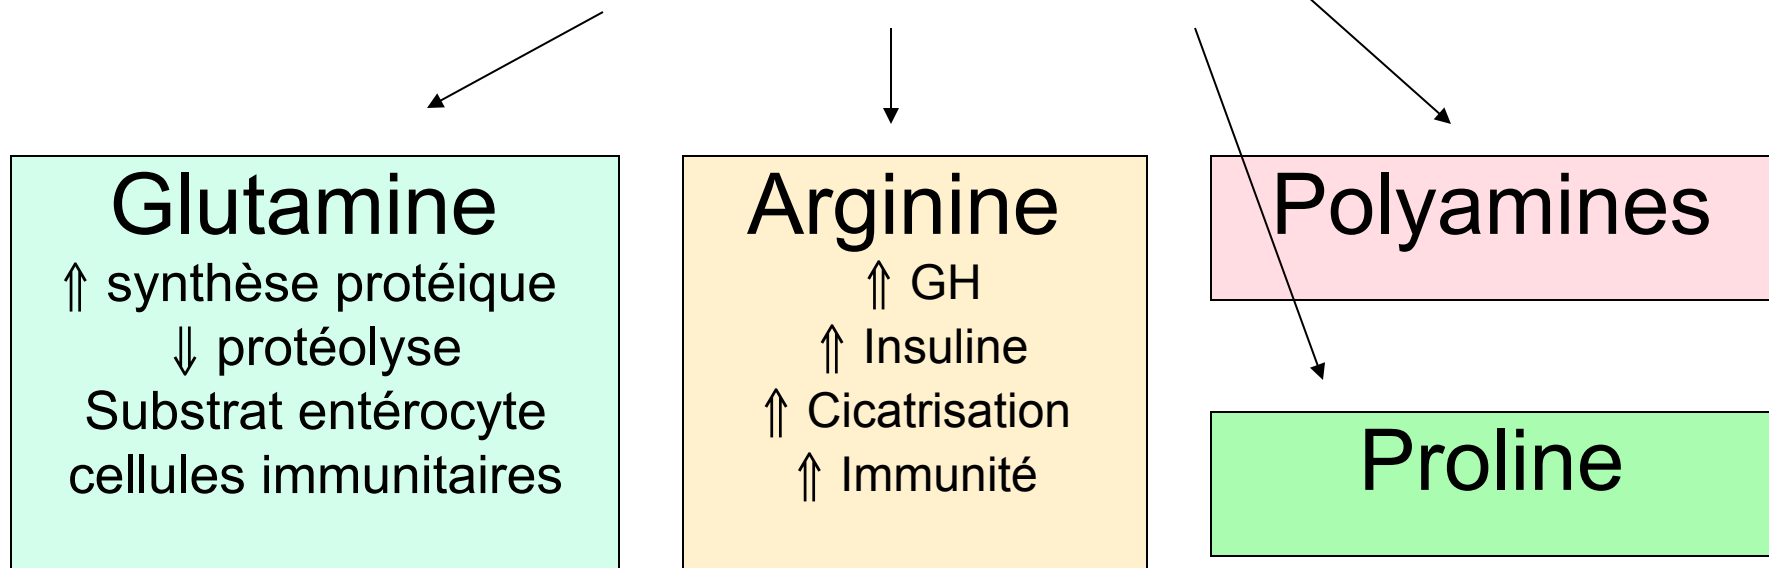 Glutamine
⇑ synthèse protéique
⇓ protéolyse
Substrat entérocyte
cellules immunitaires
Arginine
⇑ GH
⇑ Insuline
⇑ Cicatrisation
⇑ Immunité
Polyamines
Proline